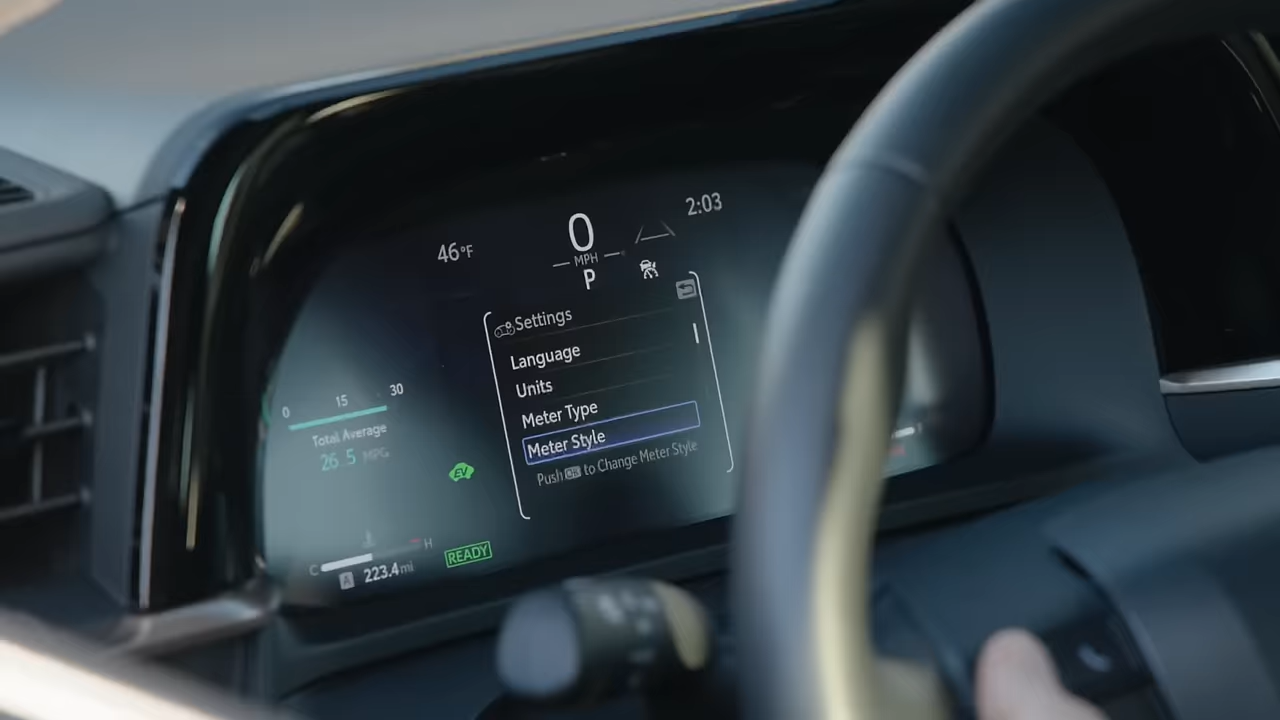 46°F
0
MPH
P
2:03
Settings
Language
Units
Meter Type
Meter Style
Push OK to Change Meter Style
0 15 30
Total Average
26.5 MPG
EV
C H
A 223.4 mi
READY